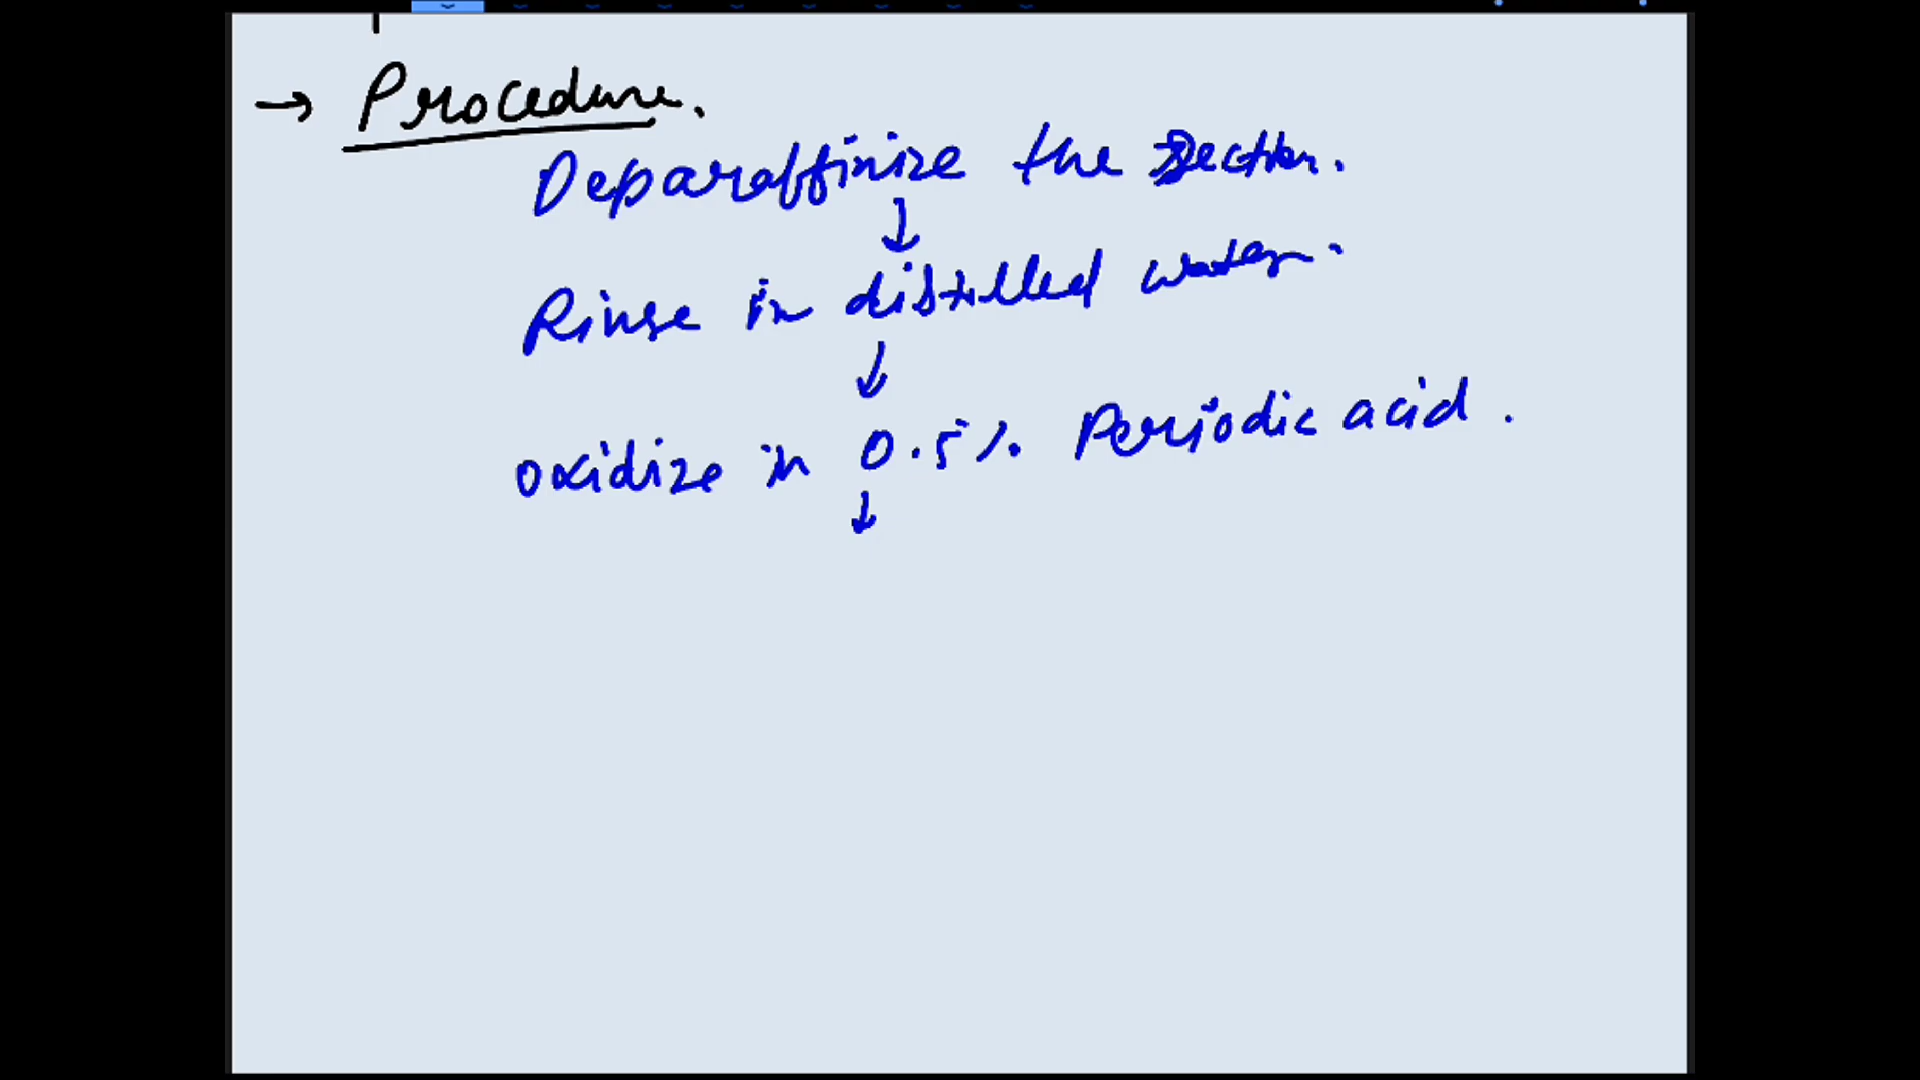 → Procedure.
Deparaffinize the section.
↓
Rinse in distilled water.
↓
oxidize in 0.5% Periodic acid.
↓